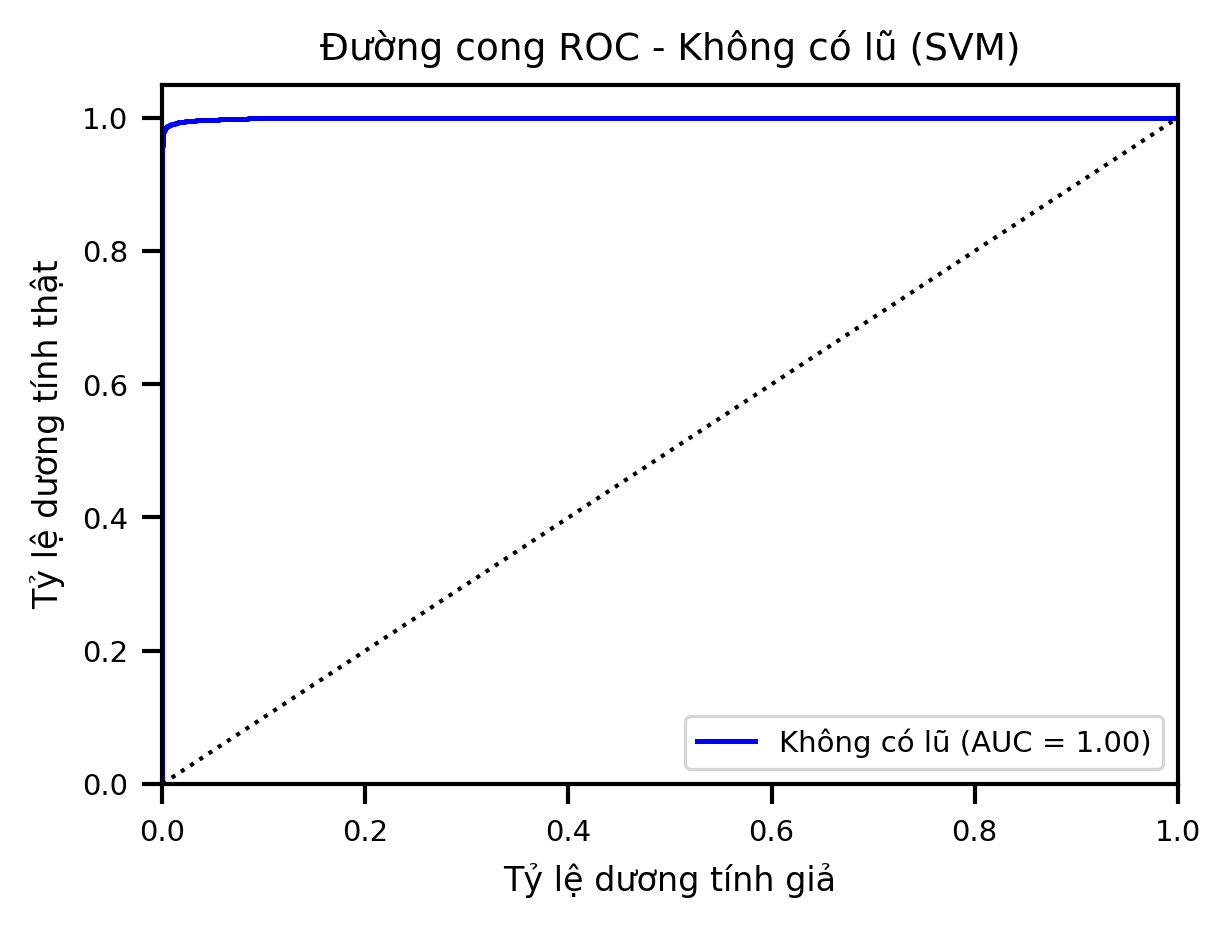 Đường cong ROC - Không có lũ (SVM)
Tỷ lệ dương tính thật
1.0
0.8
0.6
0.4
0.2
0.0
Không có lũ (AUC = 1.00)
0.0 0.2 0.4 0.6 0.8 1.0
Tỷ lệ dương tính giả